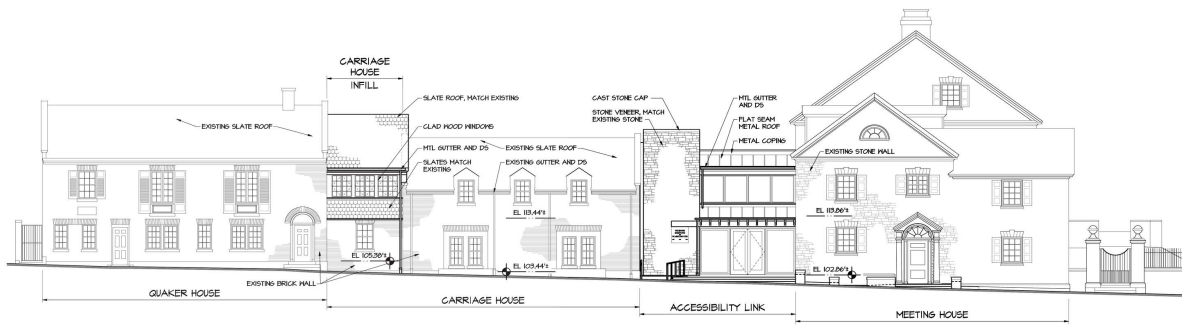 CARRIAGE
HOUSE
INFILL
SLATE ROOF, MATCH EXISTING
EXISTING SLATE ROOF
CLAD WOOD WINDOWS
MTL GUTTER AND DS
SLATES MATCH
EXISTING
EXISTING SLATE ROOF
EXISTING GUTTER AND DS
CAST STONE CAP
STONE VENEER, MATCH
EXISTING STONE
MTL GUTTER
AND DS
FLAT SEAM
METAL ROOF
METAL COPING
EXISTING STONE WALL
EL 113.44'±
EL 113.86'±
EL 105.38'±
EL 103.44'±
EL 102.86'±
EXISTING BRICK WALL
QUAKER HOUSE
CARRIAGE HOUSE
ACCESSIBILITY LINK
MEETING HOUSE